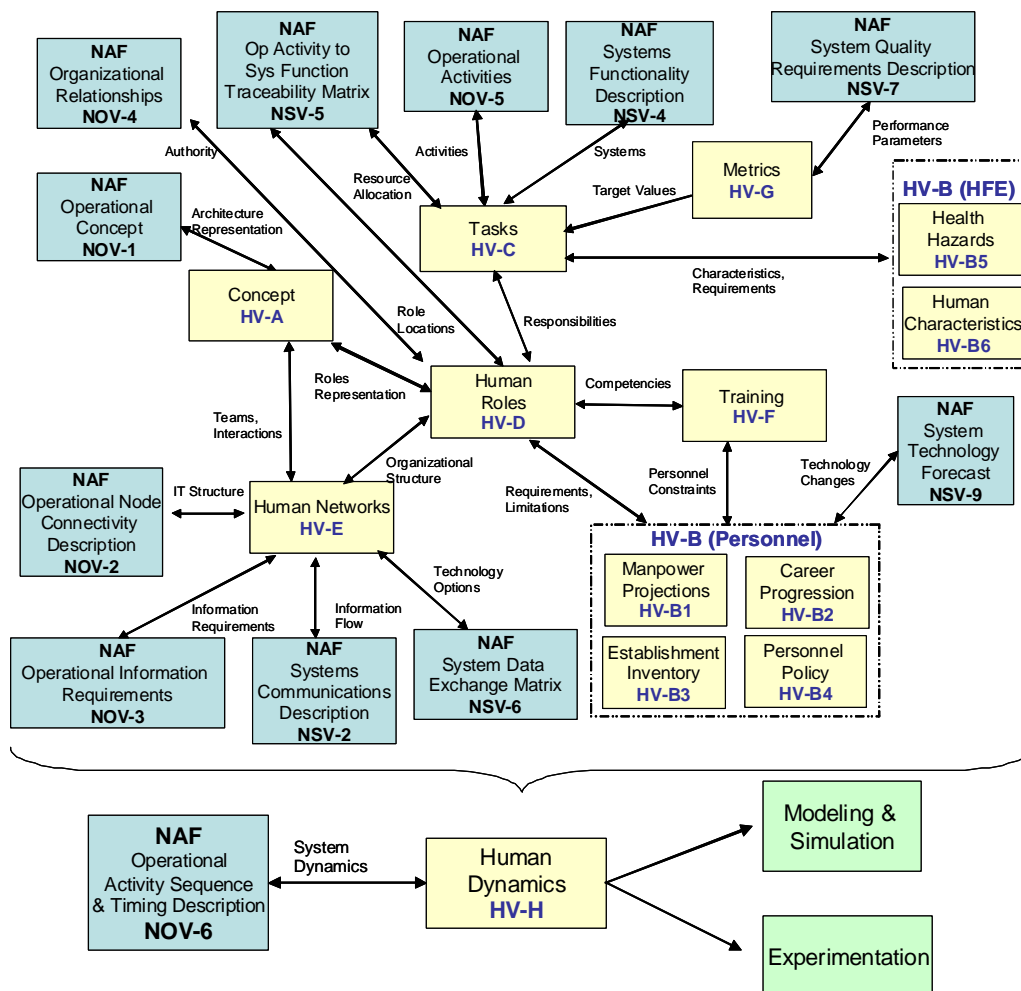 NAF
Organizational
Relationships
NOV-4
NAF
Op Activity to
Sys Function
Traceability Matrix
NSV-5
NAF
Operational
Activities
NOV-5
NAF
Systems
Functionality
Description
NSV-4
NAF
System Quality
Requirements Description
NSV-7
Authority
Resource
Allocation
Activities
Systems
Performance
Parameters
Target Values
Metrics
HV-G
NAF
Operational
Concept
NOV-1
Architecture
Representation
Tasks
HV-C
HV-B (HFE)
Health
Hazards
HV-B5
Human
Characteristics
HV-B6
Characteristics,
Requirements
Concept
HV-A
Role
Locations
Responsibilities
Roles
Representation
Human
Roles
HV-D
Competencies
Training
HV-F
Teams,
Interactions
Organizational
Structure
Requirements,
Limitations
Personnel
Constraints
Technology
Changes
NAF
System
Technology
Forecast
NSV-9
NAF
Operational Node
Connectivity
Description
NOV-2
IT Structure
Human Networks
HV-E
Technology
Options
HV-B (Personnel)
Manpower
Projections
HV-B1
Career
Progression
HV-B2
Establishment
Inventory
HV-B3
Personnel
Policy
HV-B4
Information
Requirements
Information
Flow
NAF
Operational Information
Requirements
NOV-3
NAF
Systems
Communications
Description
NSV-2
NAF
System Data
Exchange Matrix
NSV-6
NAF
Operational
Activity Sequence
& Timing Description
NOV-6
System
Dynamics
Human
Dynamics
HV-H
Modeling &
Simulation
Experimentation